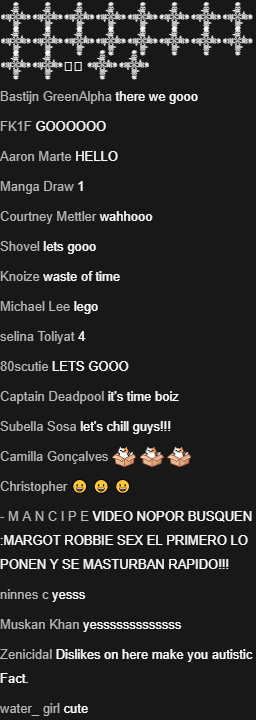 Bastijn GreenAlpha there we gooo
FK1F GOOOOOO
Aaron Marte HELLO
Manga Draw 1
Courtney Mettler wahhooo
Shovel lets gooo
Knoize waste of time
Michael Lee lego
selina Toliyat 4
80scutie LETS GOOO
Captain Deadpool it's time boiz
Subella Sosa let's chill guys!!!
Camilla Gonçalves
Christopher 😀 😀 😀
- M A N C I P E VIDEO NOPOR BUSQUEN
:MARGOT ROBBIE SEX EL PRIMERO LO
PONEN Y SE MASTURBAN RAPIDO!!!
ninnes c yesss
Muskan Khan yesssssssssssss
Zenicidal Dislikes on here make you autistic
Fact.
water_ girl cute